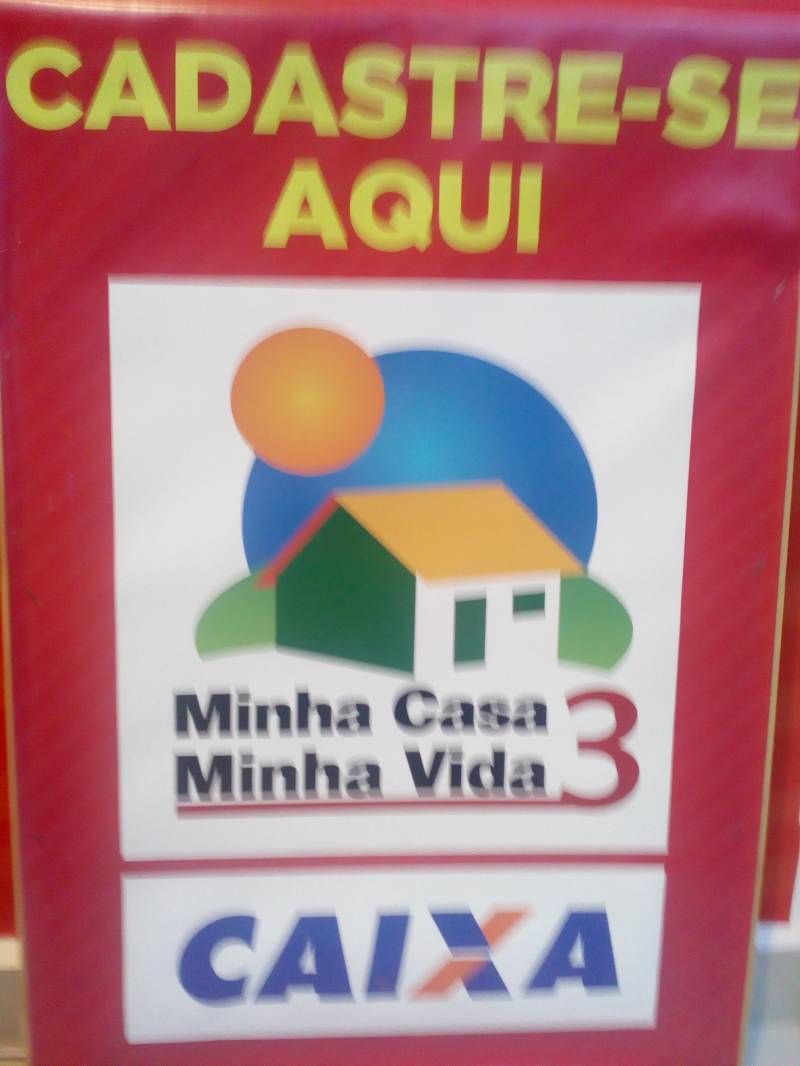 CADASTRE-SE
AQUI
Minha Casa
Minha Vida 3
CAIXA